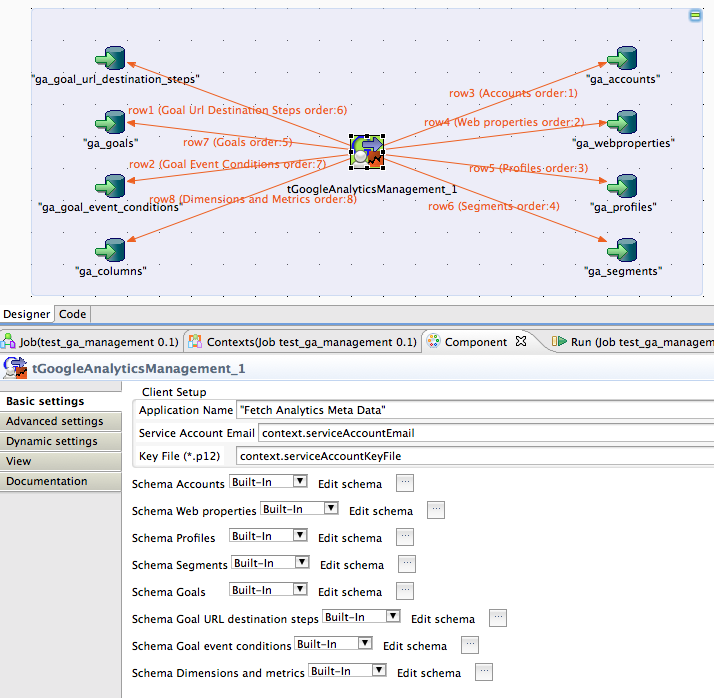 "ga_goal_url_destination_steps"
"ga_accounts"
row3 (Accounts order:1)
row1 (Goal Url Destination Steps order:6)
row4 (Web properties order:2)
"ga_goals"
row7 (Goals order:5)
"ga_webproperties"
row2 (Goal Event Conditions order:7)
row5 (Profiles order:3)
tGoogleAnalyticsManagement_1
row8 (Dimensions and Metrics order:8)
"ga_goal_event_conditions"
row6 (Segments order:4)
"ga_profiles"
"ga_columns"
"ga_segments"
Designer Code
Job(test_ga_management 0.1) Contexts(Job test_ga_management 0.1) Component Run (Job test_ga_managem
tGoogleAnalyticsManagement_1
Basic settings
Advanced settings
Dynamic settings
View
Documentation
Client Setup
Application Name "Fetch Analytics Meta Data"
Service Account Email context.serviceAccountEmail
Key File (*.p12) context.serviceAccountKeyFile
Schema Accounts Built-In Edit schema ...
Schema Web properties Built-In Edit schema ...
Schema Profiles Built-In Edit schema ...
Schema Segments Built-In Edit schema ...
Schema Goals Built-In Edit schema ...
Schema Goal URL destination steps Built-In Edit schema ...
Schema Goal event conditions Built-In Edit schema ...
Schema Dimensions and metrics Built-In Edit schema ...